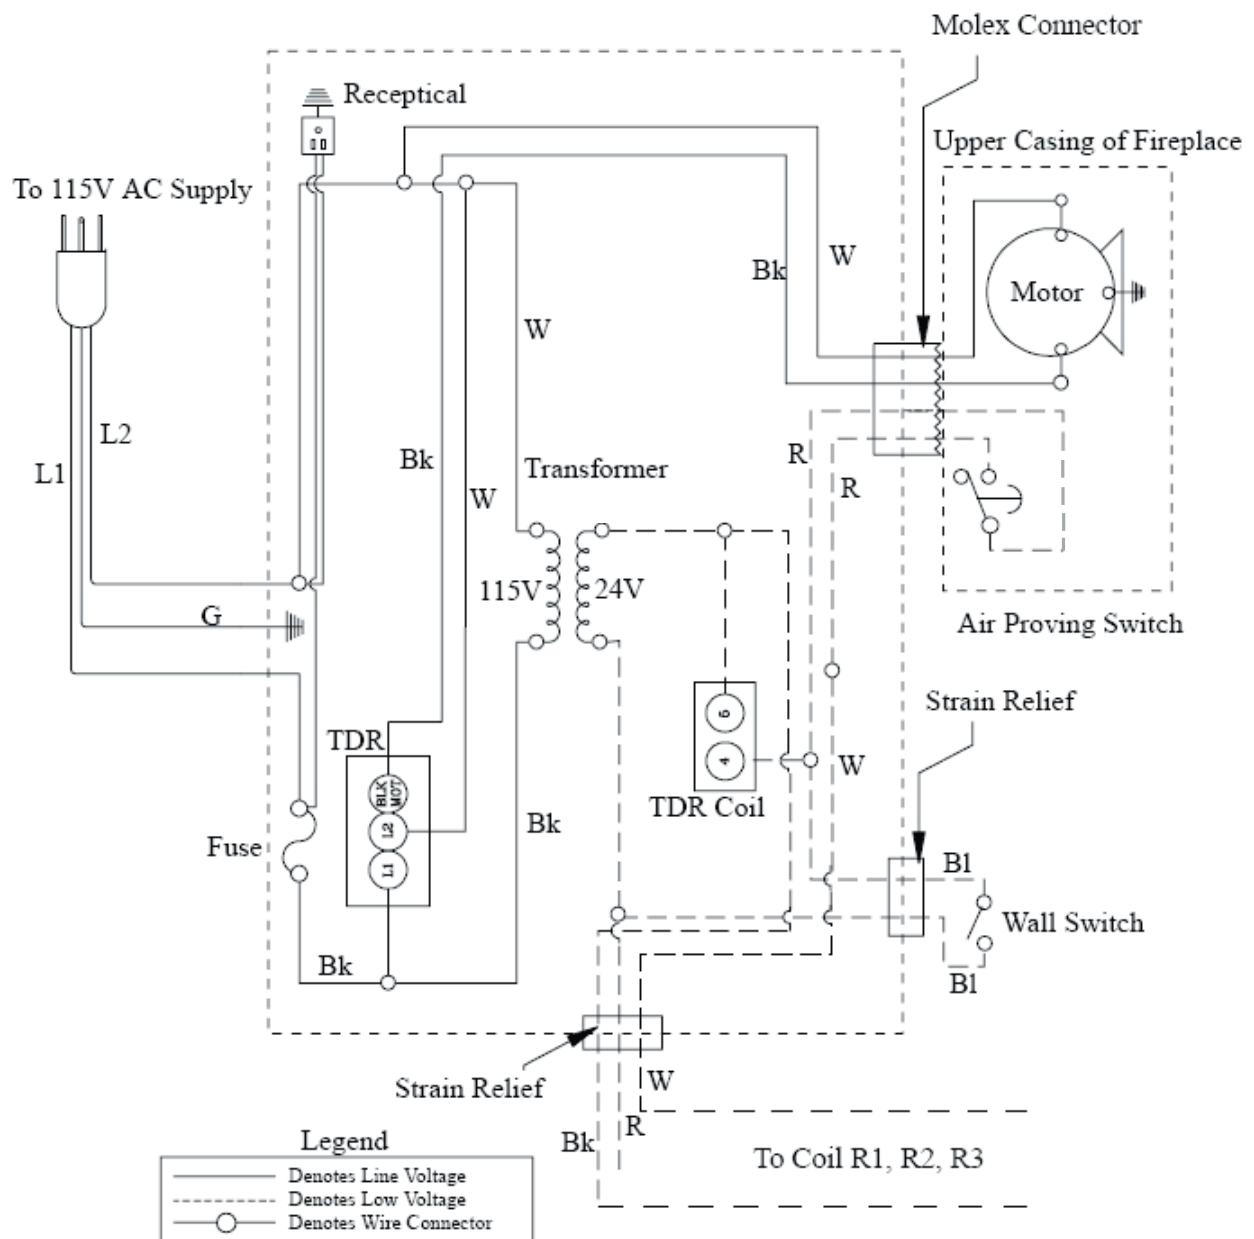 Molex Connector
Receptical
Upper Casing of Fireplace
To 115V AC Supply
Motor
W
Bk
W
L2
L1
Bk
W
Transformer
R
R
115V
24V
G
Air Proving Switch
TDR
5
4
W
Strain Relief
TDR Coil
BLK
MOT
L2
L1
Fuse
Bk
Bl
Wall Switch
Bk
Bl
Strain Relief
W
R
Bk
To Coil R1, R2, R3
Legend
Denotes Line Voltage
Denotes Low Voltage
Denotes Wire Connector